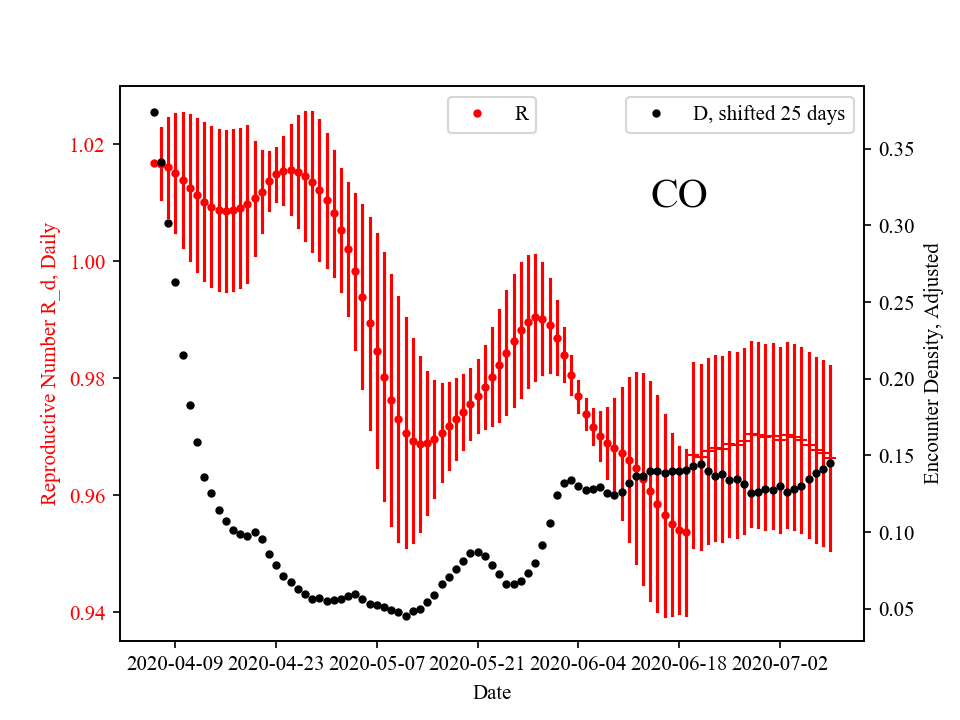 R
D, shifted 25 days
CO
1.02
1.00
0.98
0.96
0.94
Reproductive Number R_d, Daily
0.35
0.30
0.25
0.20
0.15
0.10
0.05
Encounter Density, Adjusted
2020-04-09 2020-04-23 2020-05-07 2020-05-21 2020-06-04 2020-06-18 2020-07-02
Date